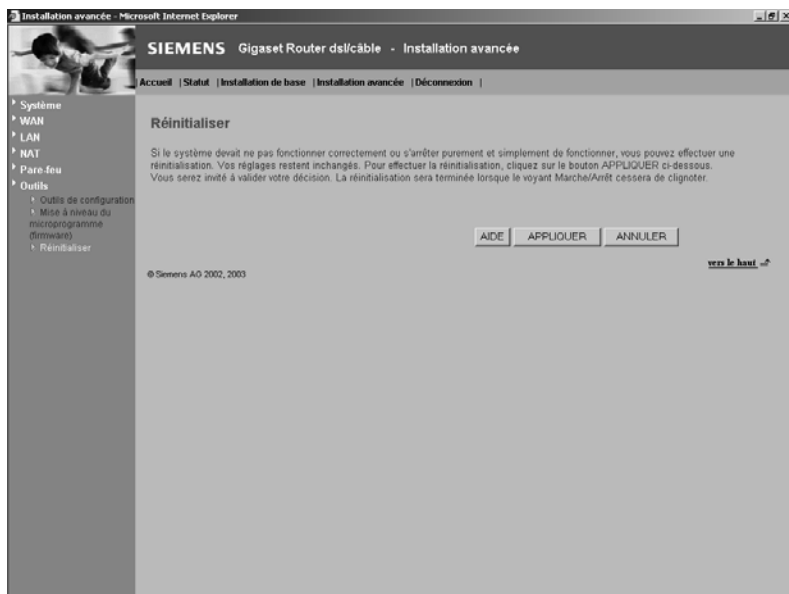 Installation avancée - Microsoft Internet Explorer
SIEMENS Gigaset Router dsl/câble - Installation avancée
Accueil | Statut | Installation de base | Installation avancée | Déconnexion |
Système
WAN
LAN
NAT
Pare-feu
Outils
Outils de configuration
Mise à niveau du
microprogramme
(firmware)
Réinitialiser
Réinitialiser
Si le système devait ne pas fonctionner correctement ou s'arrêter purement et simplement de fonctionner, vous pouvez effectuer une
réinitialisation. Vos réglages restent inchangés. Pour effectuer la réinitialisation, cliquez sur le bouton APPLIQUER ci-dessous.
Vous serez invité à valider votre décision. La réinitialisation sera terminée lorsque le voyant Marche/Arrêt cessera de clignoter.
AIDE APPLIQUER ANNULER
vers le haut
© Siemens AG 2002, 2003